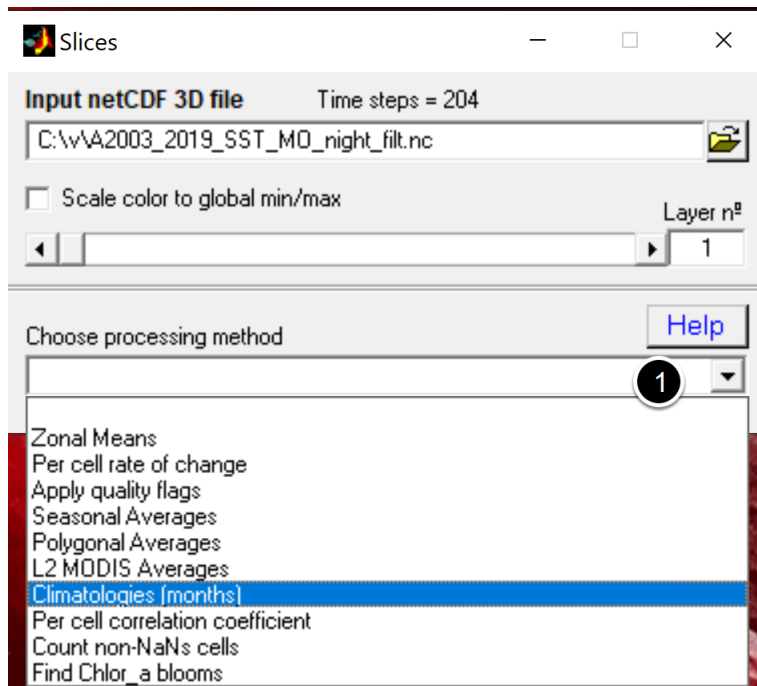 Slices
Input netCDF 3D file Time steps = 204
C:\v\A2003_2019_SST_MO_night_filt.nc
Scale color to global min/max
Layer nº
1
Choose processing method
Help
1
Zonal Means
Per cell rate of change
Apply quality flags
Seasonal Averages
Polygonal Averages
L2 MODIS Averages
Climatologies (months)
Per cell correlation coefficient
Count non-NaNs cells
Find Chlor_a blooms